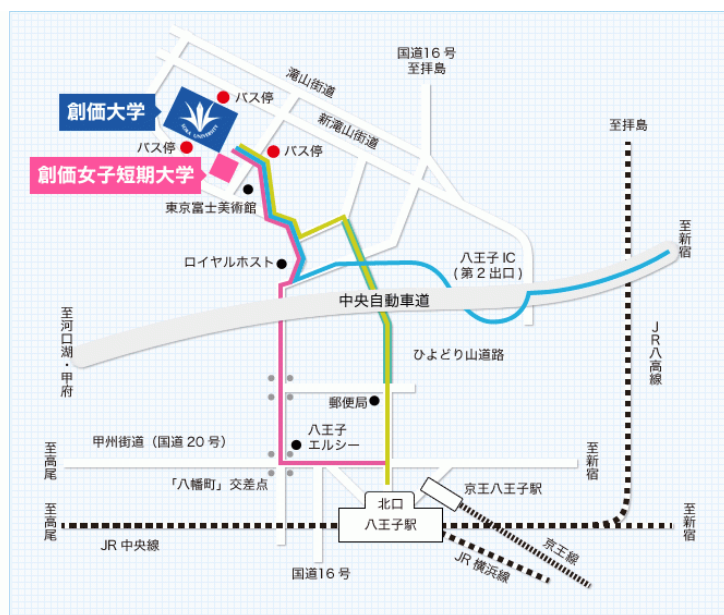 国道16号
至拝島
滝山街道
新滝山街道
バス停
創価大学
SOKA UNIVERSITY
バス停
バス停
創価女子短期大学
東京富士美術館
至拝島
至新宿
ロイヤルホスト
八王子IC
(第2出口)
中央自動車道
至河口湖・甲府
JR八高線
ひよどり山道路
郵便局
八王子
エルシー
甲州街道(国道20号)
至高尾
至新宿
「八幡町」交差点
京王八王子駅
北口
八王子駅
至高尾
至新宿
JR中央線
国道16号
JR横浜線
京王線